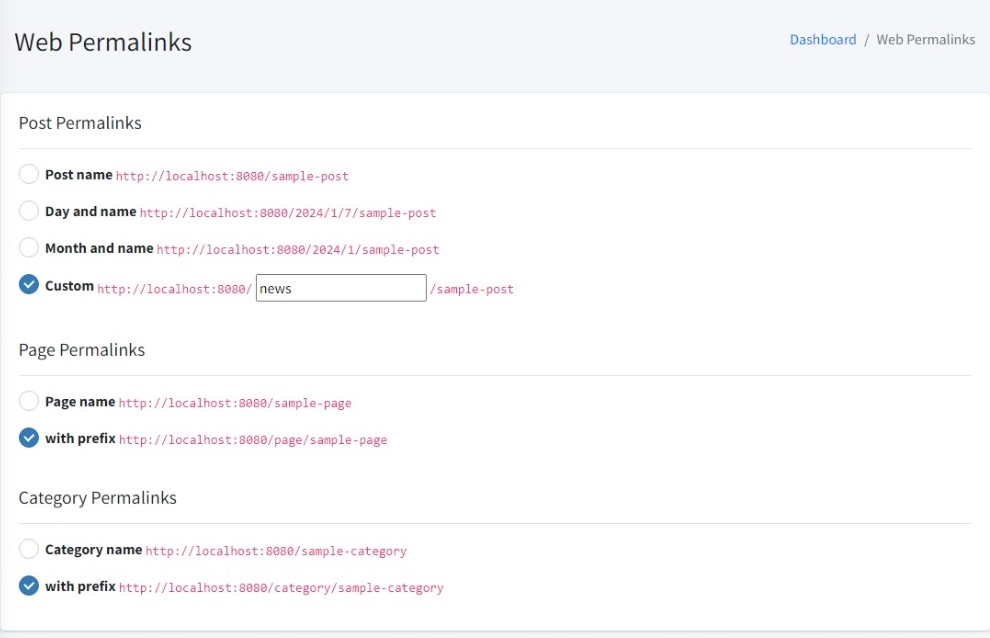 Web Permalinks
Dashboard / Web Permalinks
Post Permalinks
Post name http://localhost:8080/sample-post
Day and name http://localhost:8080/2024/1/7/sample-post
Month and name http://localhost:8080/2024/1/sample-post
Custom http://localhost:8080/ news /sample-post
Page Permalinks
Page name http://localhost:8080/sample-page
with prefix http://localhost:8080/page/sample-page
Category Permalinks
Category name http://localhost:8080/sample-category
with prefix http://localhost:8080/category/sample-category